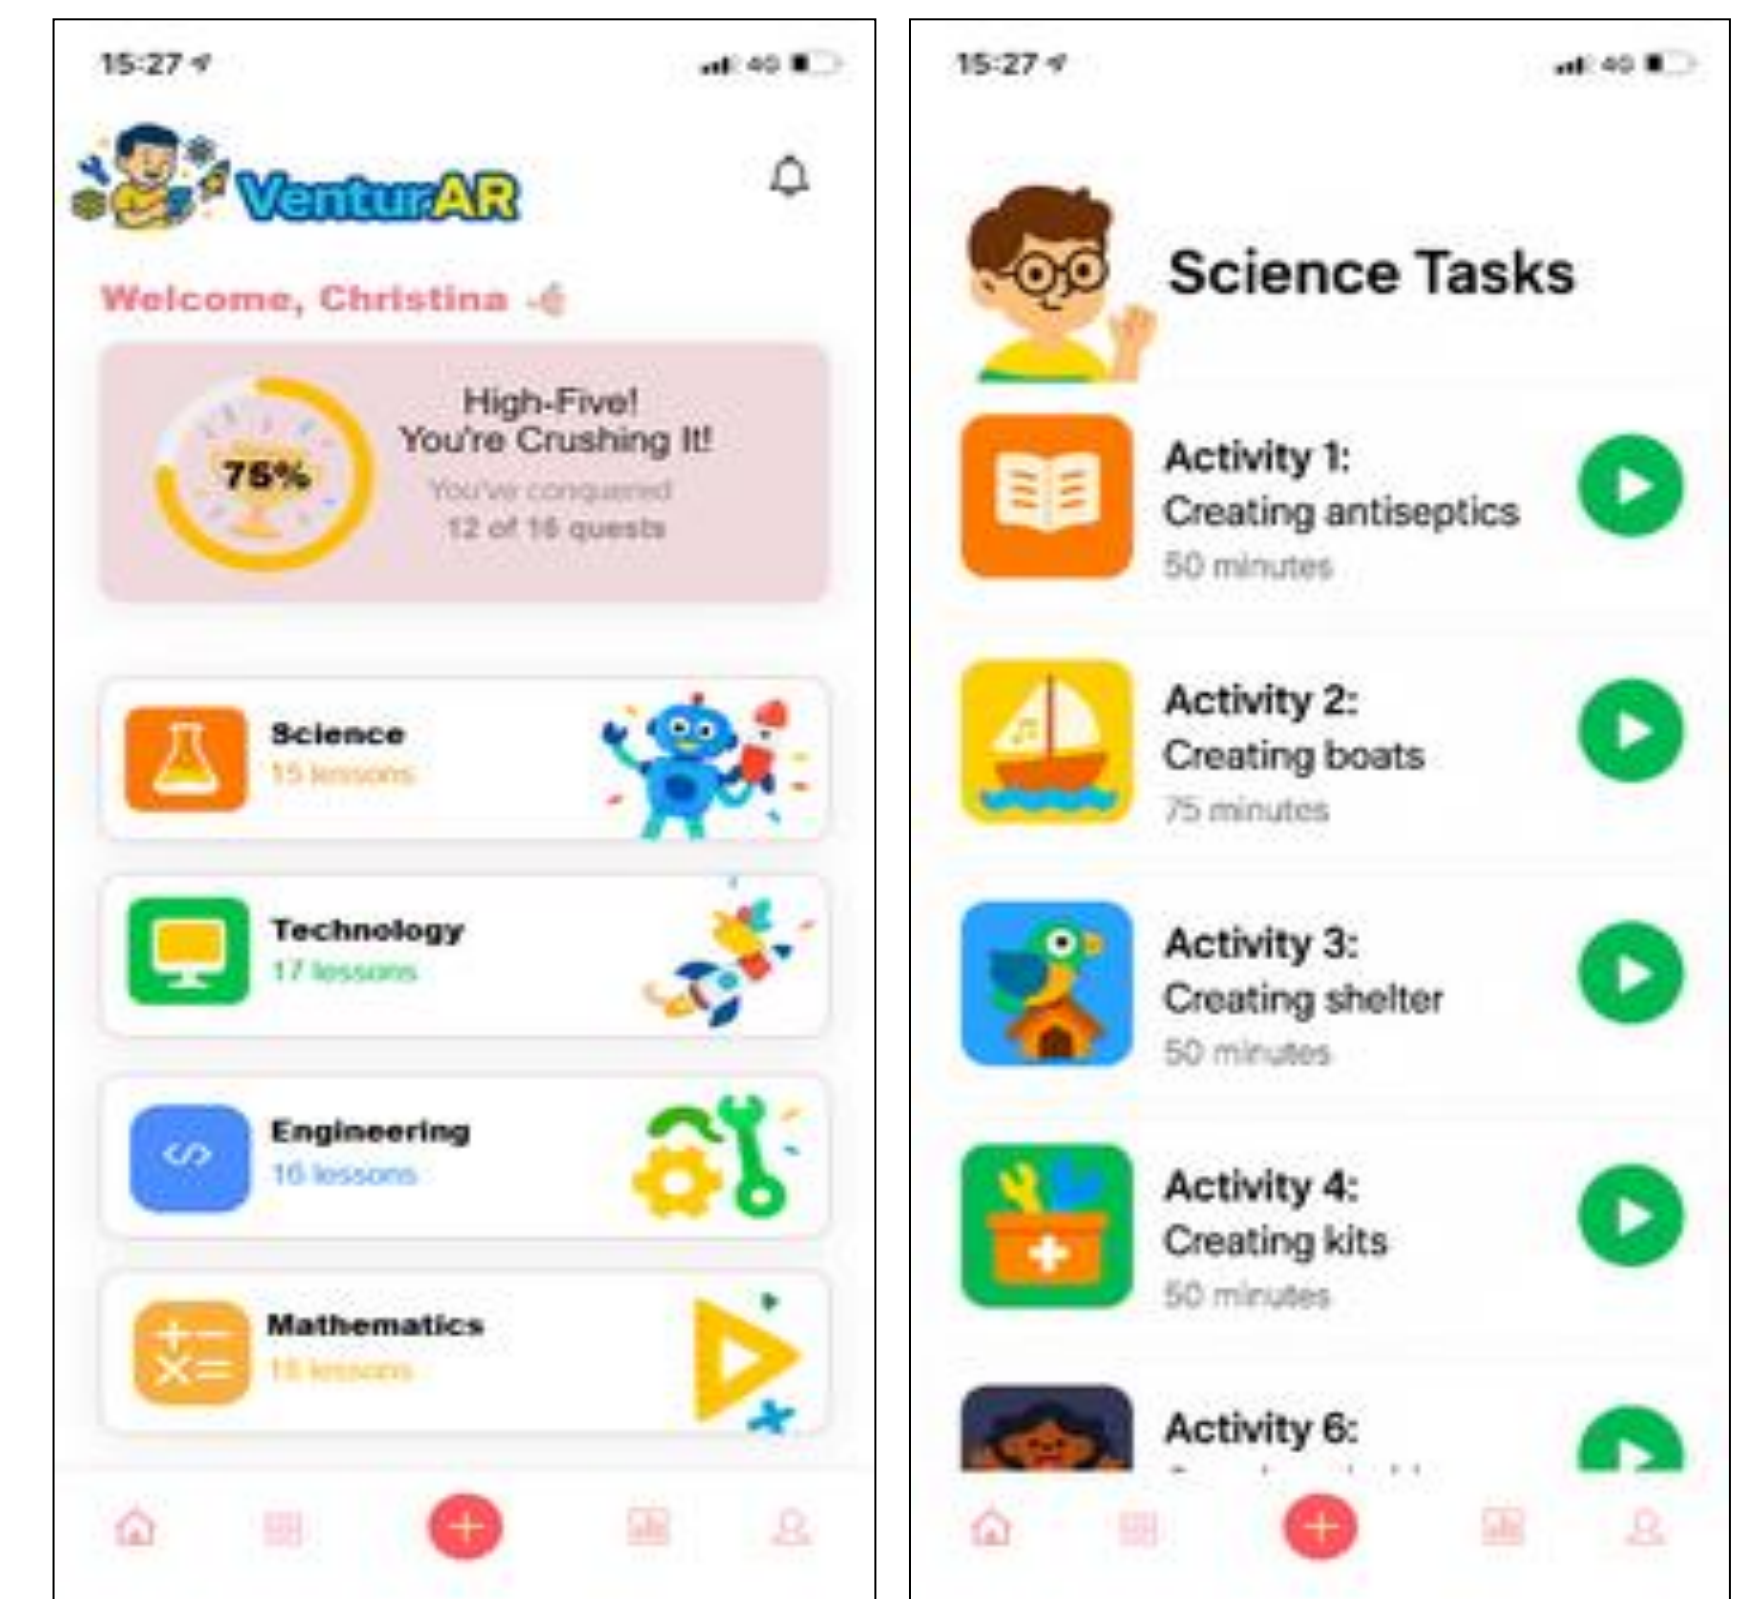 15:27
4G
VenturAR
Welcome, Christina
75%
High-Five!
You're Crushing It!
You've conquered
12 of 16 quests
Science
15 lessons
Technology
17 lessons
Engineering
16 lessons
Mathematics
lessons
15:27
4G
Science Tasks
Activity 1:
Creating antiseptics
50 minutes
Activity 2:
Creating boats
75 minutes
Activity 3:
Creating shelter
50 minutes
Activity 4:
Creating kits
50 minutes
Activity 6: